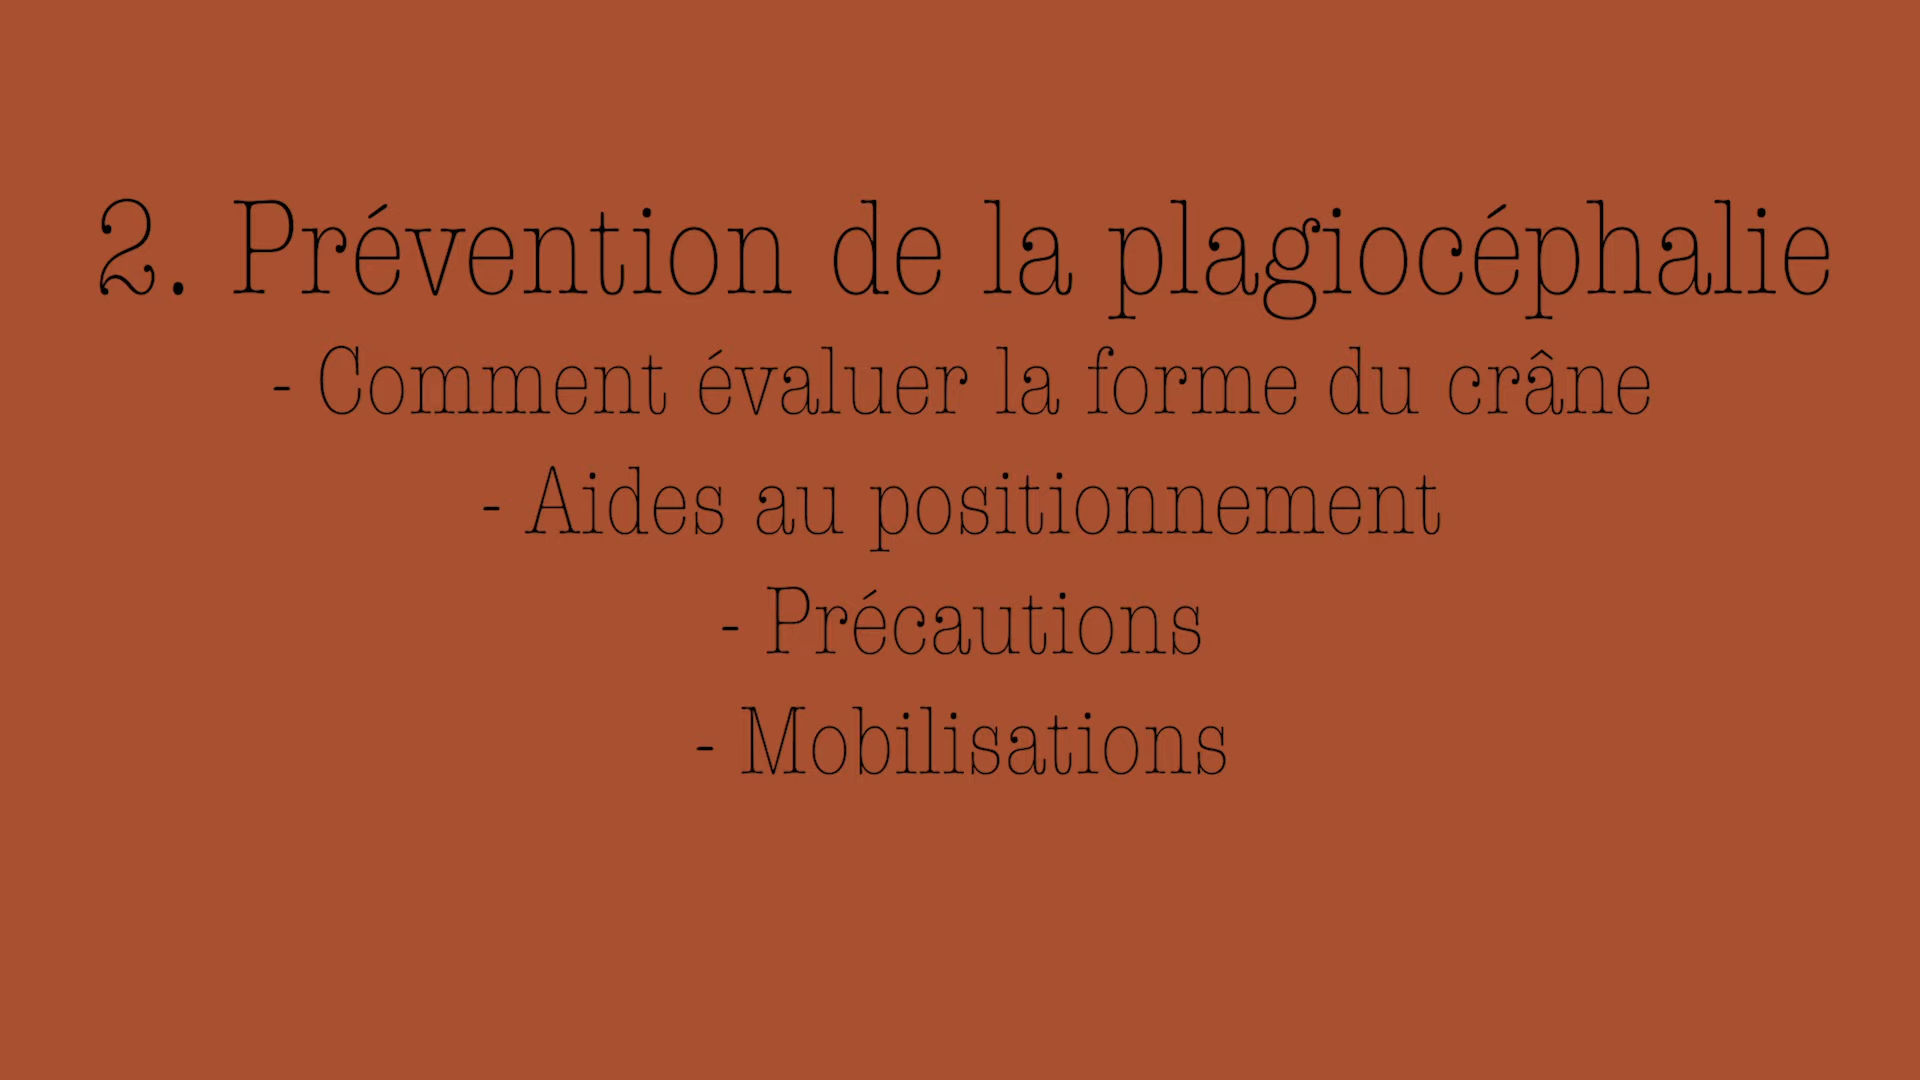 2. Prévention de la plagiocéphalie
- Comment évaluer la forme du crâne
- Aides au positionnement
- Précautions
- Mobilisations